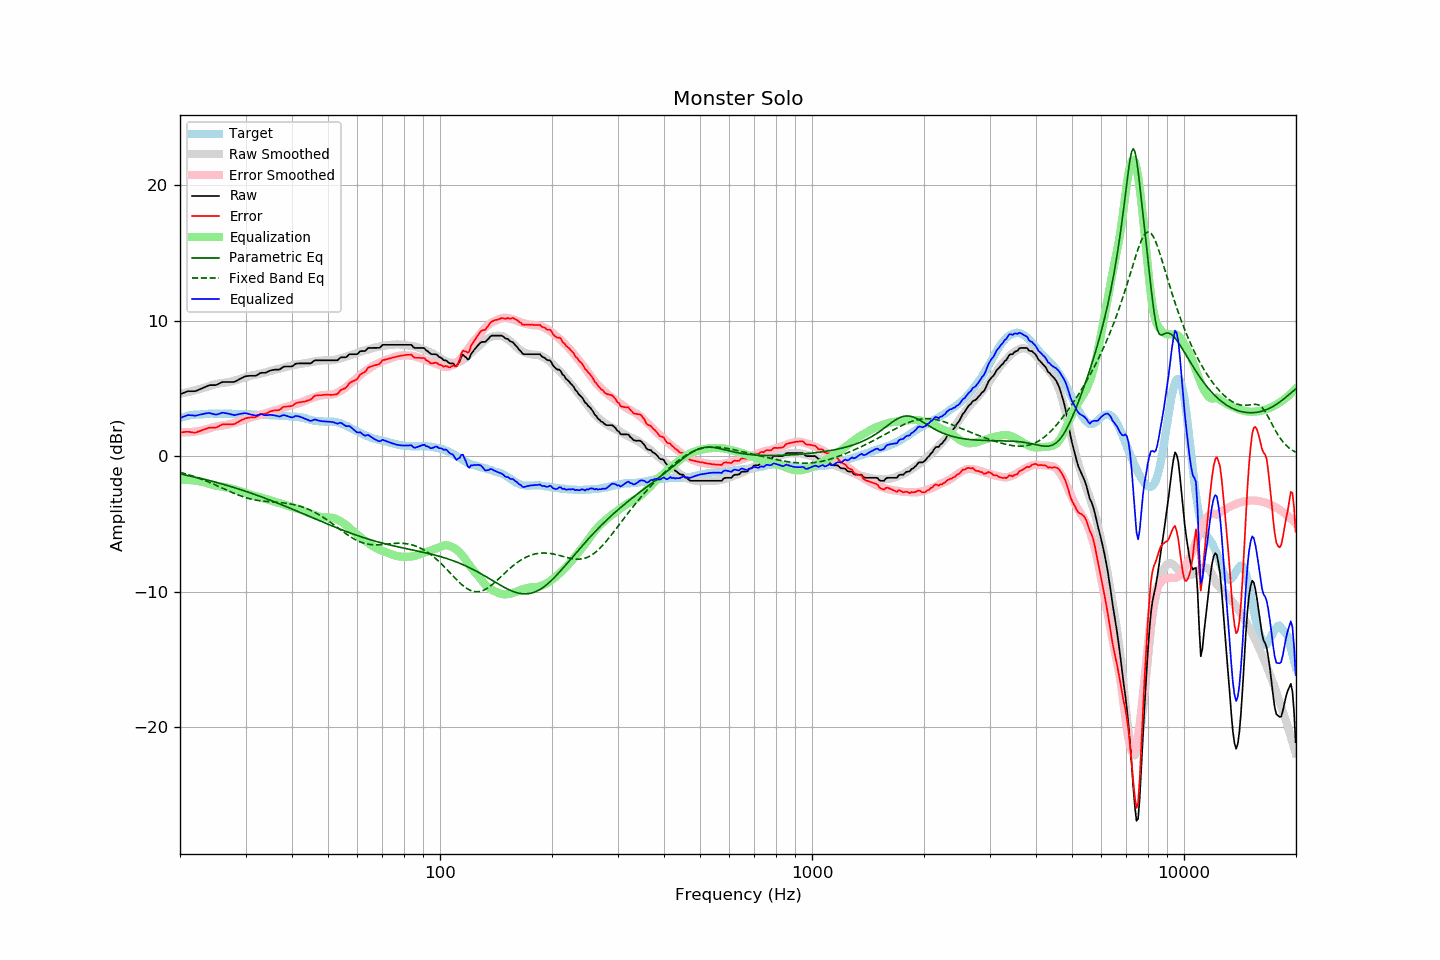 Monster Solo
Target
Raw Smoothed
Error Smoothed
Raw
Error
Equalization
Parametric Eq
Fixed Band Eq
Equalized
20
10
0
−10
−20
Amplitude (dBr)
100
1000
10000
Frequency (Hz)